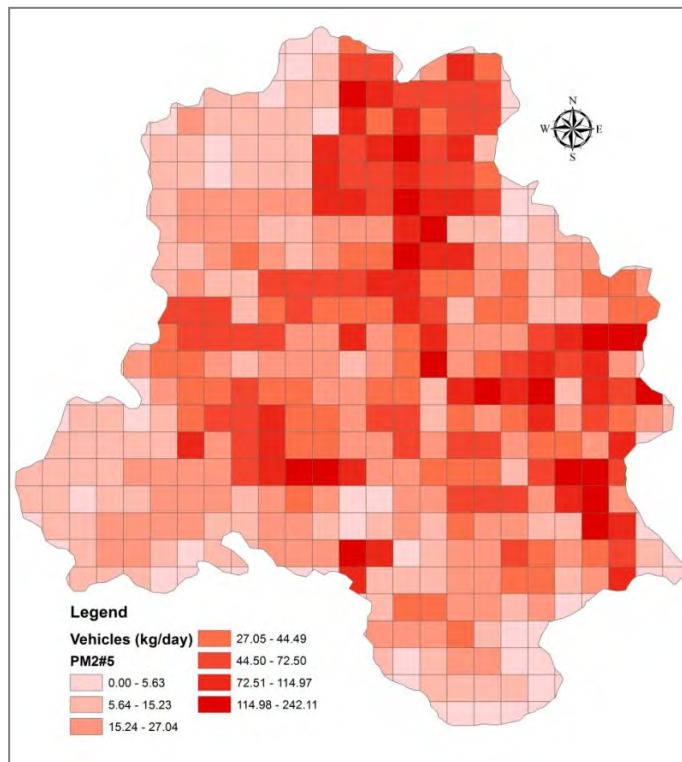 N
W E
S
Legend
Vehicles (kg/day)
PM2#5
0.00 - 5.63
5.64 - 15.23
15.24 - 27.04
27.05 - 44.49
44.50 - 72.50
72.51 - 114.97
114.98 - 242.11